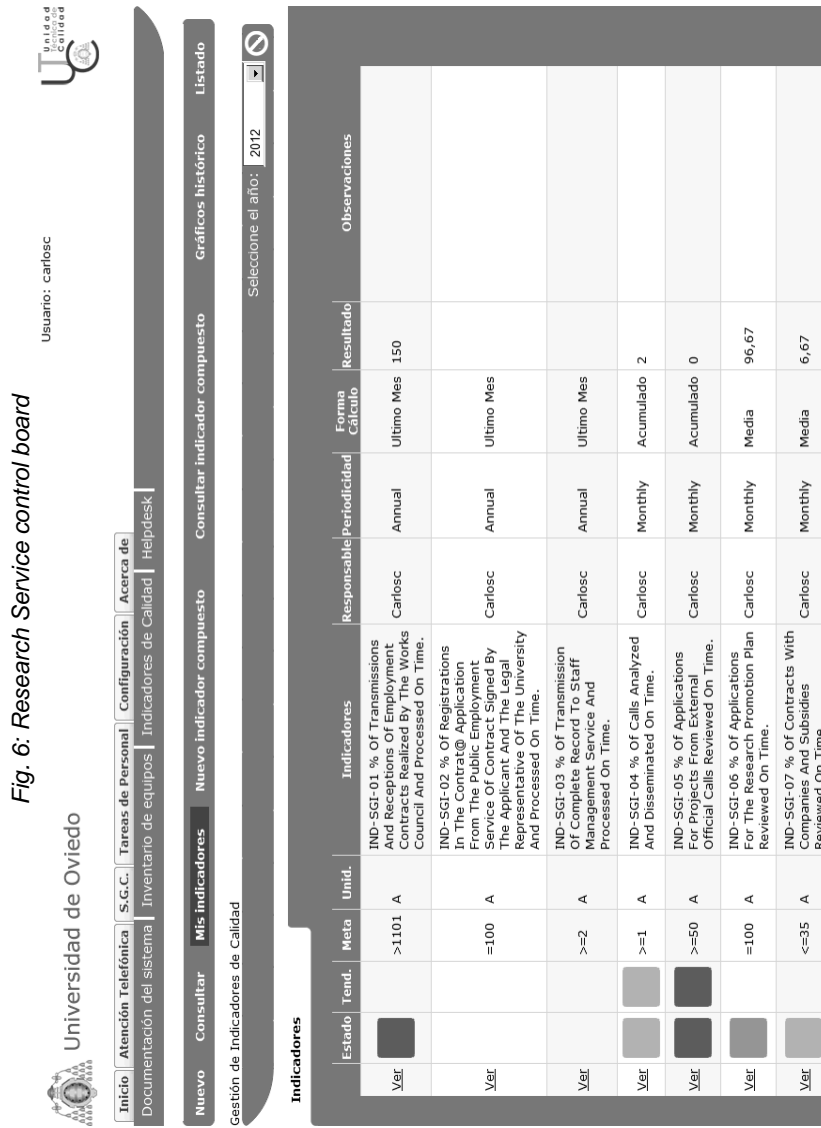 Fig. 6: Research Service control board
Universidad de Oviedo
Usuario: carlosc
Unidad
Técnica de
Calidad
Inicio Atención Telefónica S.G.C. Tareas de Personal Configuración Acerca de
Documentación del sistema Inventario de equipos Indicadores de Calidad Helpdesk
Nuevo Consultar Mis indicadores Nuevo indicador compuesto Consultar indicador compuesto Gráficos histórico Listado
Gestión de Indicadores de Calidad
Seleccione el año: 2012
Indicadores
Estado Tend. Meta Unid. Indicadores Responsable Periodicidad Forma Cálculo Resultado Observaciones
Ver >1101 A IND-SGI-01 % Of Transmissions
And Receptions Of Employment
Contracts Realized By The Works
Council And Processed On Time. Carlosc Annual Ultimo Mes 150
Ver =100 A IND-SGI-02 % Of Registrations
In The Contrat@ Application
From The Public Employment
Service Of Contract Signed By
The Applicant And The Legal
Representative Of The University
And Processed On Time. Carlosc Annual Ultimo Mes
Ver >=2 A IND-SGI-03 % Of Transmission
Of Complete Record To Staff
Management Service And
Processed On Time. Carlosc Annual Ultimo Mes
Ver >=1 A IND-SGI-04 % Of Calls Analyzed
And Disseminated On Time. Carlosc Monthly Acumulado 2
Ver >=50 A IND-SGI-05 % Of Applications
For Projects From External
Official Calls Reviewed On Time. Carlosc Monthly Acumulado 0
Ver =100 A IND-SGI-06 % Of Applications
For The Research Promotion Plan
Reviewed On Time. Carlosc Monthly Media 96,67
Ver <=35 A IND-SGI-07 % Of Contracts With
Companies And Subsidies
Reviewed On Time. Carlosc Monthly Media 6,67